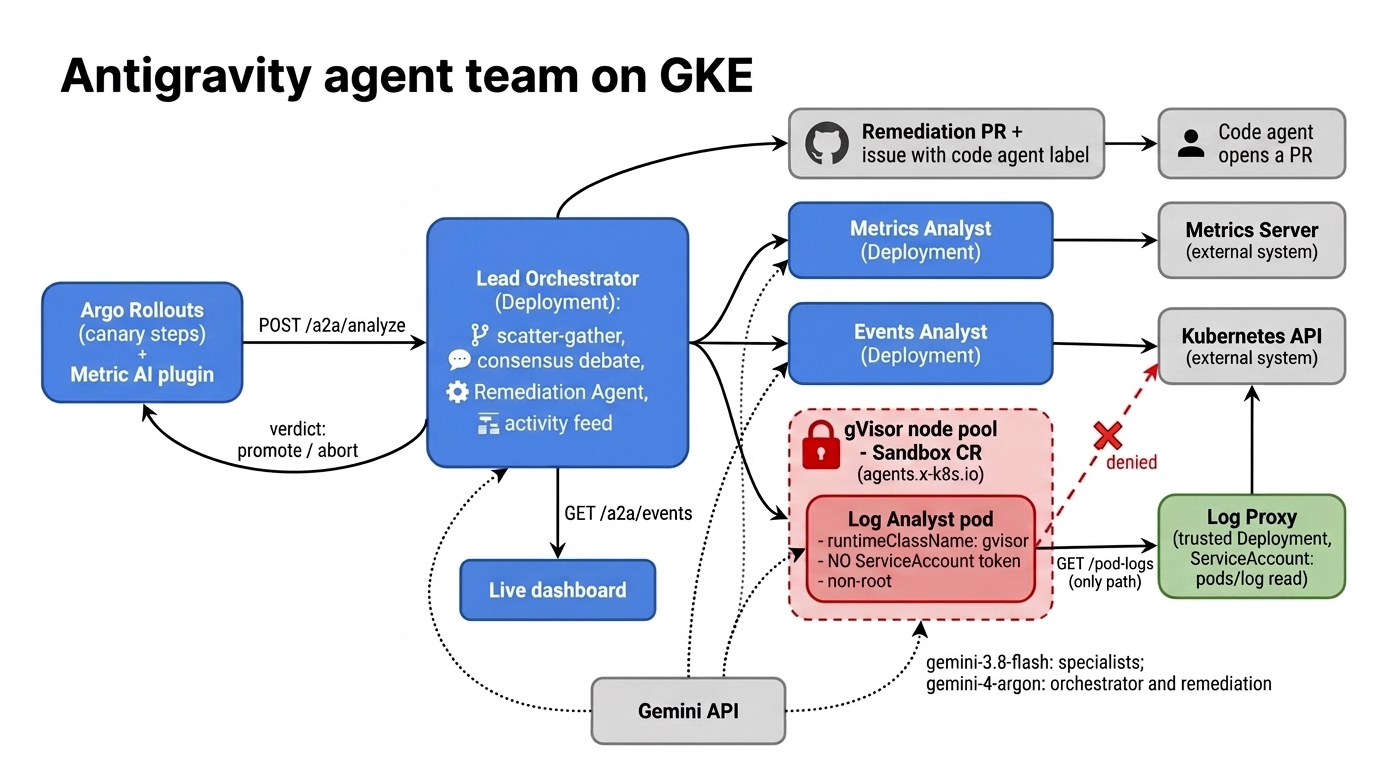 Antigravity agent team on GKE
Remediation PR +
issue with code agent label
Code agent
opens a PR
Metrics Analyst
(Deployment)
Metrics Server
(external system)
Lead Orchestrator
(Deployment):
scatter-gather,
consensus debate,
Remediation Agent,
activity feed
Argo Rollouts
(canary steps)
+
Metric AI plugin
POST /a2a/analyze
Events Analyst
(Deployment)
Kubernetes API
(external system)
verdict:
promote / abort
gVisor node pool
- Sandbox CR
(agents.x-k8s.io)
denied
Log Analyst pod
- runtimeClassName: gvisor
- NO ServiceAccount token
- non-root
GET /pod-logs
(only path)
Log Proxy
(trusted Deployment,
ServiceAccount:
pods/log read)
GET /a2a/events
Live dashboard
gemini-3.8-flash: specialists;
gemini-4-argon: orchestrator and remediation
Gemini API